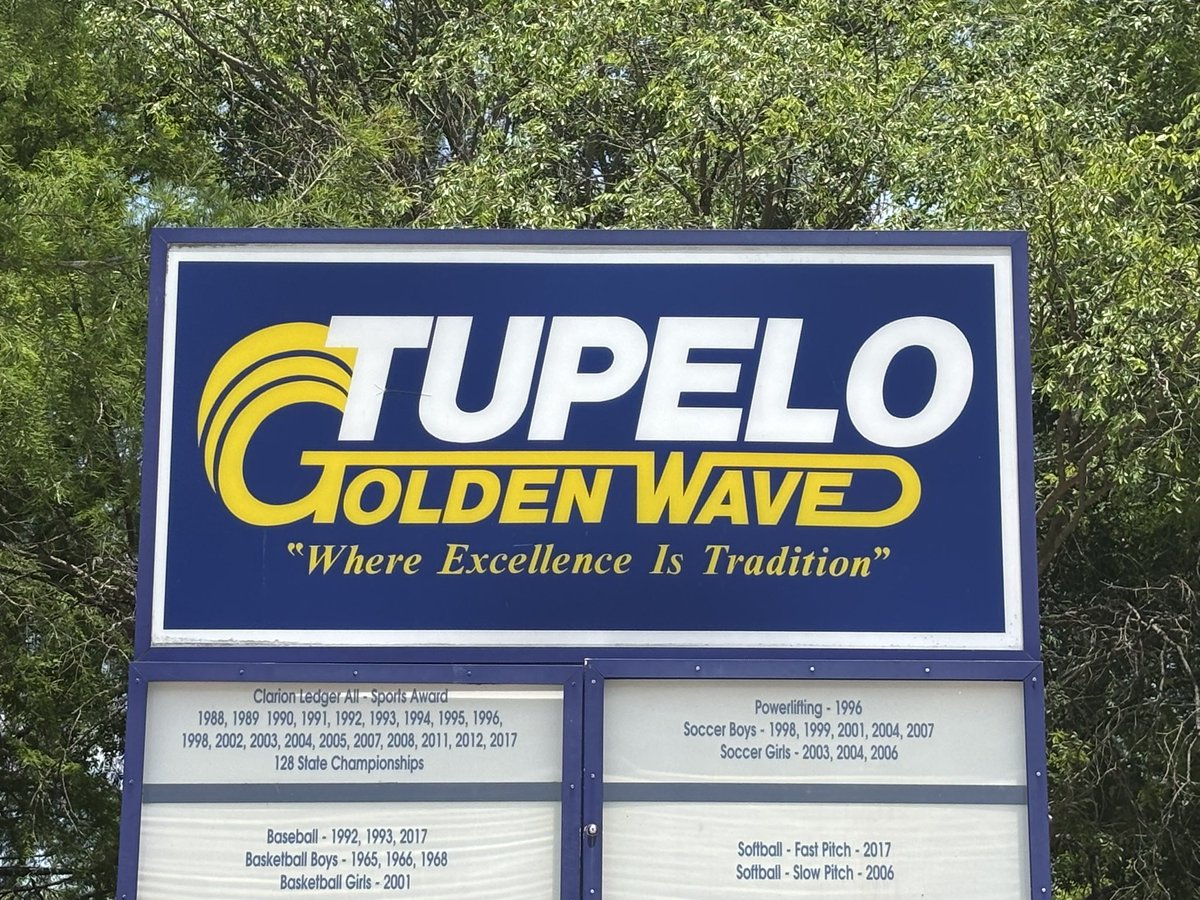 TUPELO
GOLDEN WAVE
“Where Excellence Is Tradition”
Clarion Ledger All - Sports Award
1988, 1989 1990, 1991, 1992, 1993, 1994, 1995, 1996,
1998, 2002, 2003, 2004, 2005, 2007, 2008, 2011, 2012, 2017
128 State Championships
Baseball - 1992, 1993, 2017
Basketball Boys - 1965, 1966, 1968
Basketball Girls - 2001
Powerlifting - 1996
Soccer Boys - 1998, 1999, 2001, 2004, 2007
Soccer Girls - 2003, 2004, 2006
Softball - Fast Pitch - 2017
Softball - Slow Pitch - 2006